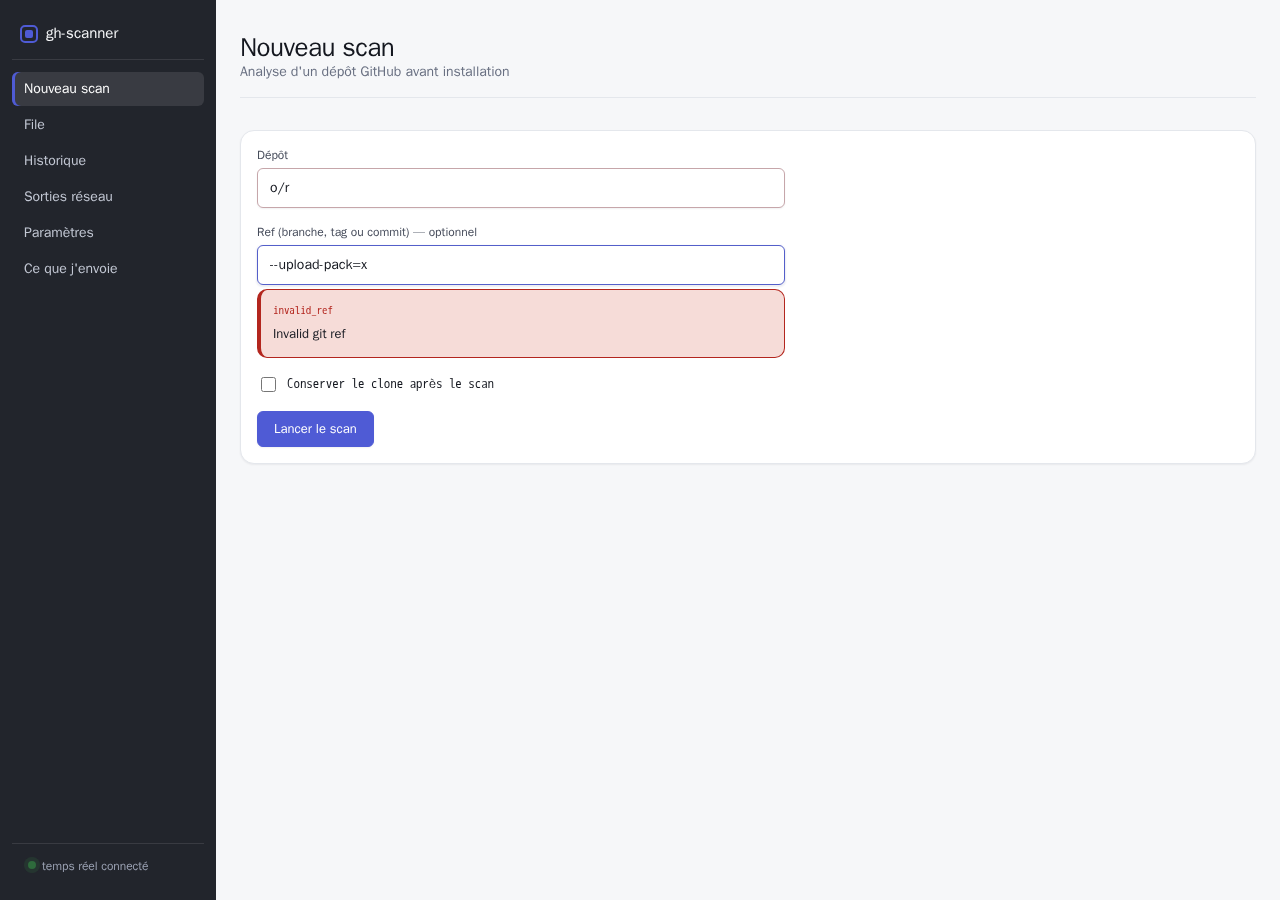 gh-scanner
Nouveau scan
File
Historique
Sorties réseau
Paramètres
Ce que j'envoie
temps réel connecté
Nouveau scan
Analyse d'un dépôt GitHub avant installation
Dépôt
o/r
Ref (branche, tag ou commit) — optionnel
--upload-pack=x
invalid_ref
Invalid git ref
Conserver le clone après le scan
Lancer le scan